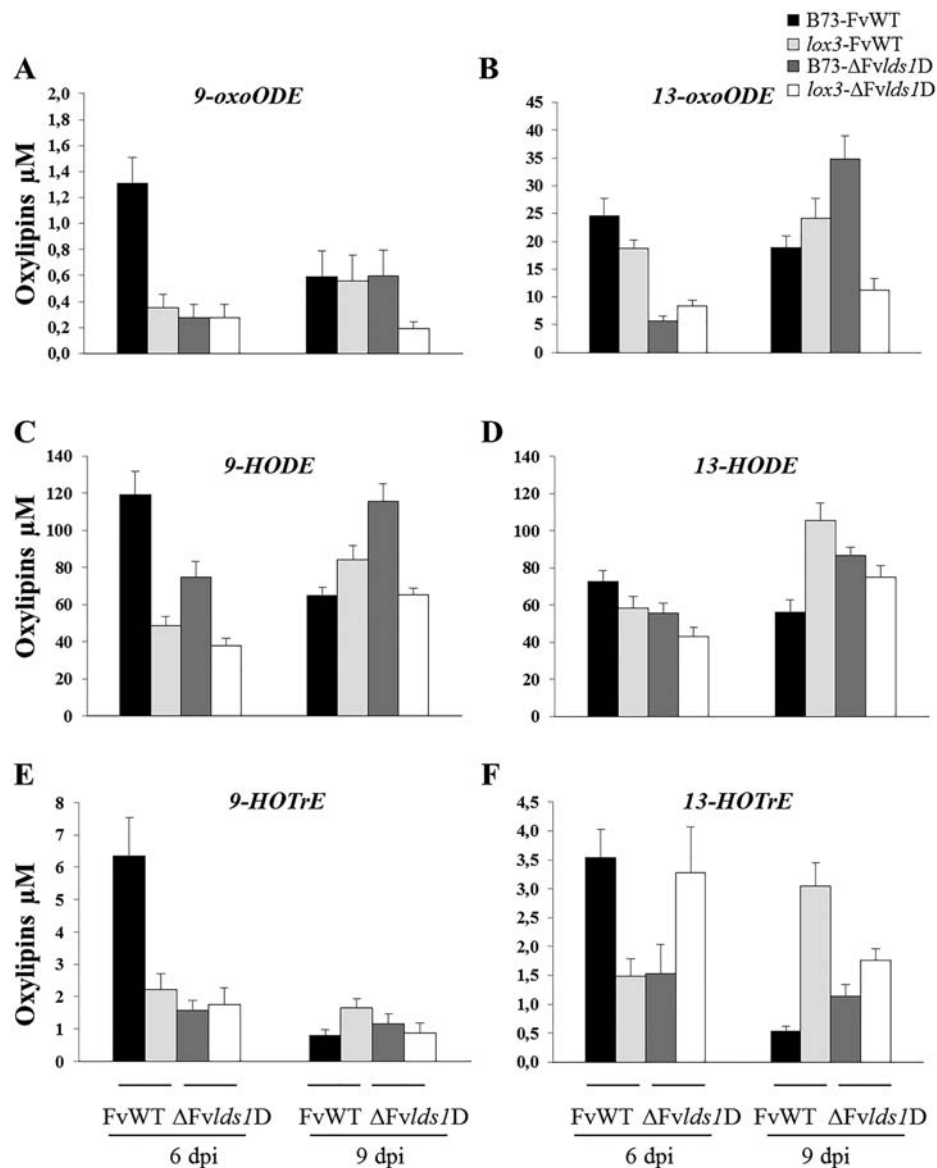 B73-FvWT
lox3-FvWT
B73-ΔFvlds1D
lox3-ΔFvlds1D
A
9-oxoODE
Oxylipins μM
2,0
1,8
1,6
1,4
1,2
1,0
0,8
0,6
0,4
0,2
0,0
B
13-oxoODE
45
40
35
30
25
20
15
10
5
0
C
9-HODE
Oxylipins μM
140
120
100
80
60
40
20
0
D
13-HODE
140
120
100
80
60
40
20
0
E
9-HOTrE
Oxylipins μM
8
7
6
5
4
3
2
1
0
F
13-HOTrE
4,5
4,0
3,5
3,0
2,5
2,0
1,5
1,0
0,5
0,0
FvWT ΔFvlds1D FvWT ΔFvlds1D
6 dpi 9 dpi
FvWT ΔFvlds1D FvWT ΔFvlds1D
6 dpi 9 dpi